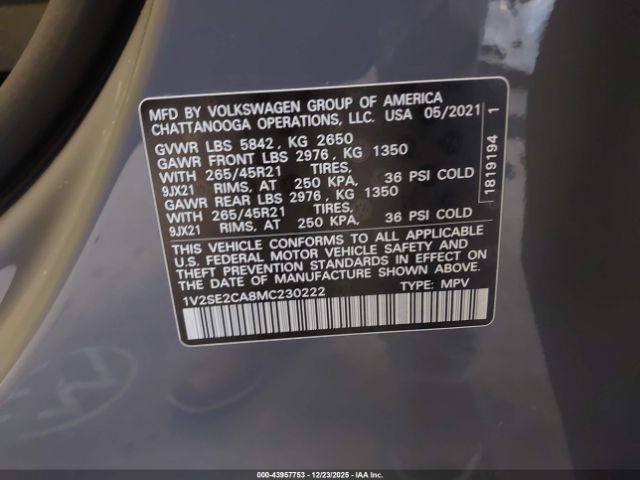 MFD BY VOLKSWAGEN GROUP OF AMERICA
CHATTANOOGA OPERATIONS, LLC. USA 05/2021
GVWR LBS 5842, KG 2650
GAWR FRONT LBS 2976, KG 1350
WITH 265/45R21 TIRES,
9JX21 RIMS, AT 250 KPA, 36 PSI COLD
GAWR REAR LBS 2976, KG 1350
WITH 265/45R21 TIRES,
9JX21 RIMS, AT 250 KPA, 36 PSI COLD
THIS VEHICLE CONFORMS TO ALL APPLICABLE
U.S. FEDERAL MOTOR VEHICLE SAFETY AND
THEFT PREVENTION STANDARDS IN EFFECT ON
THE DATE OF MANUFACTURE SHOWN ABOVE.
1V2SE2CA8MC230222 TYPE: MPV
1819194 1
000-43957753 - 12/23/2025 - IAA Inc.